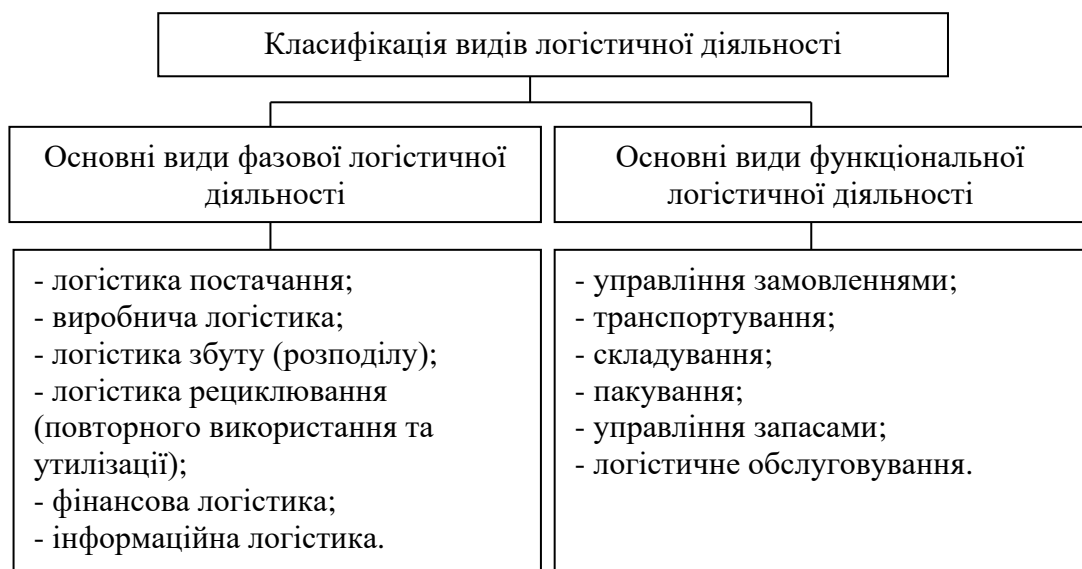 Класифікація видів логістичної діяльності
Основні види фазової логістичної
діяльності
Основні види функціональної
логістичної діяльності
- логістика постачання;
- виробнича логістика;
- логістика збуту (розподілу);
- логістика рециклювання
(повторного використання та
утилізації);
- фінансова логістика;
- інформаційна логістика.
- управління замовленнями;
- транспортування;
- складування;
- пакування;
- управління запасами;
- логістичне обслуговування.